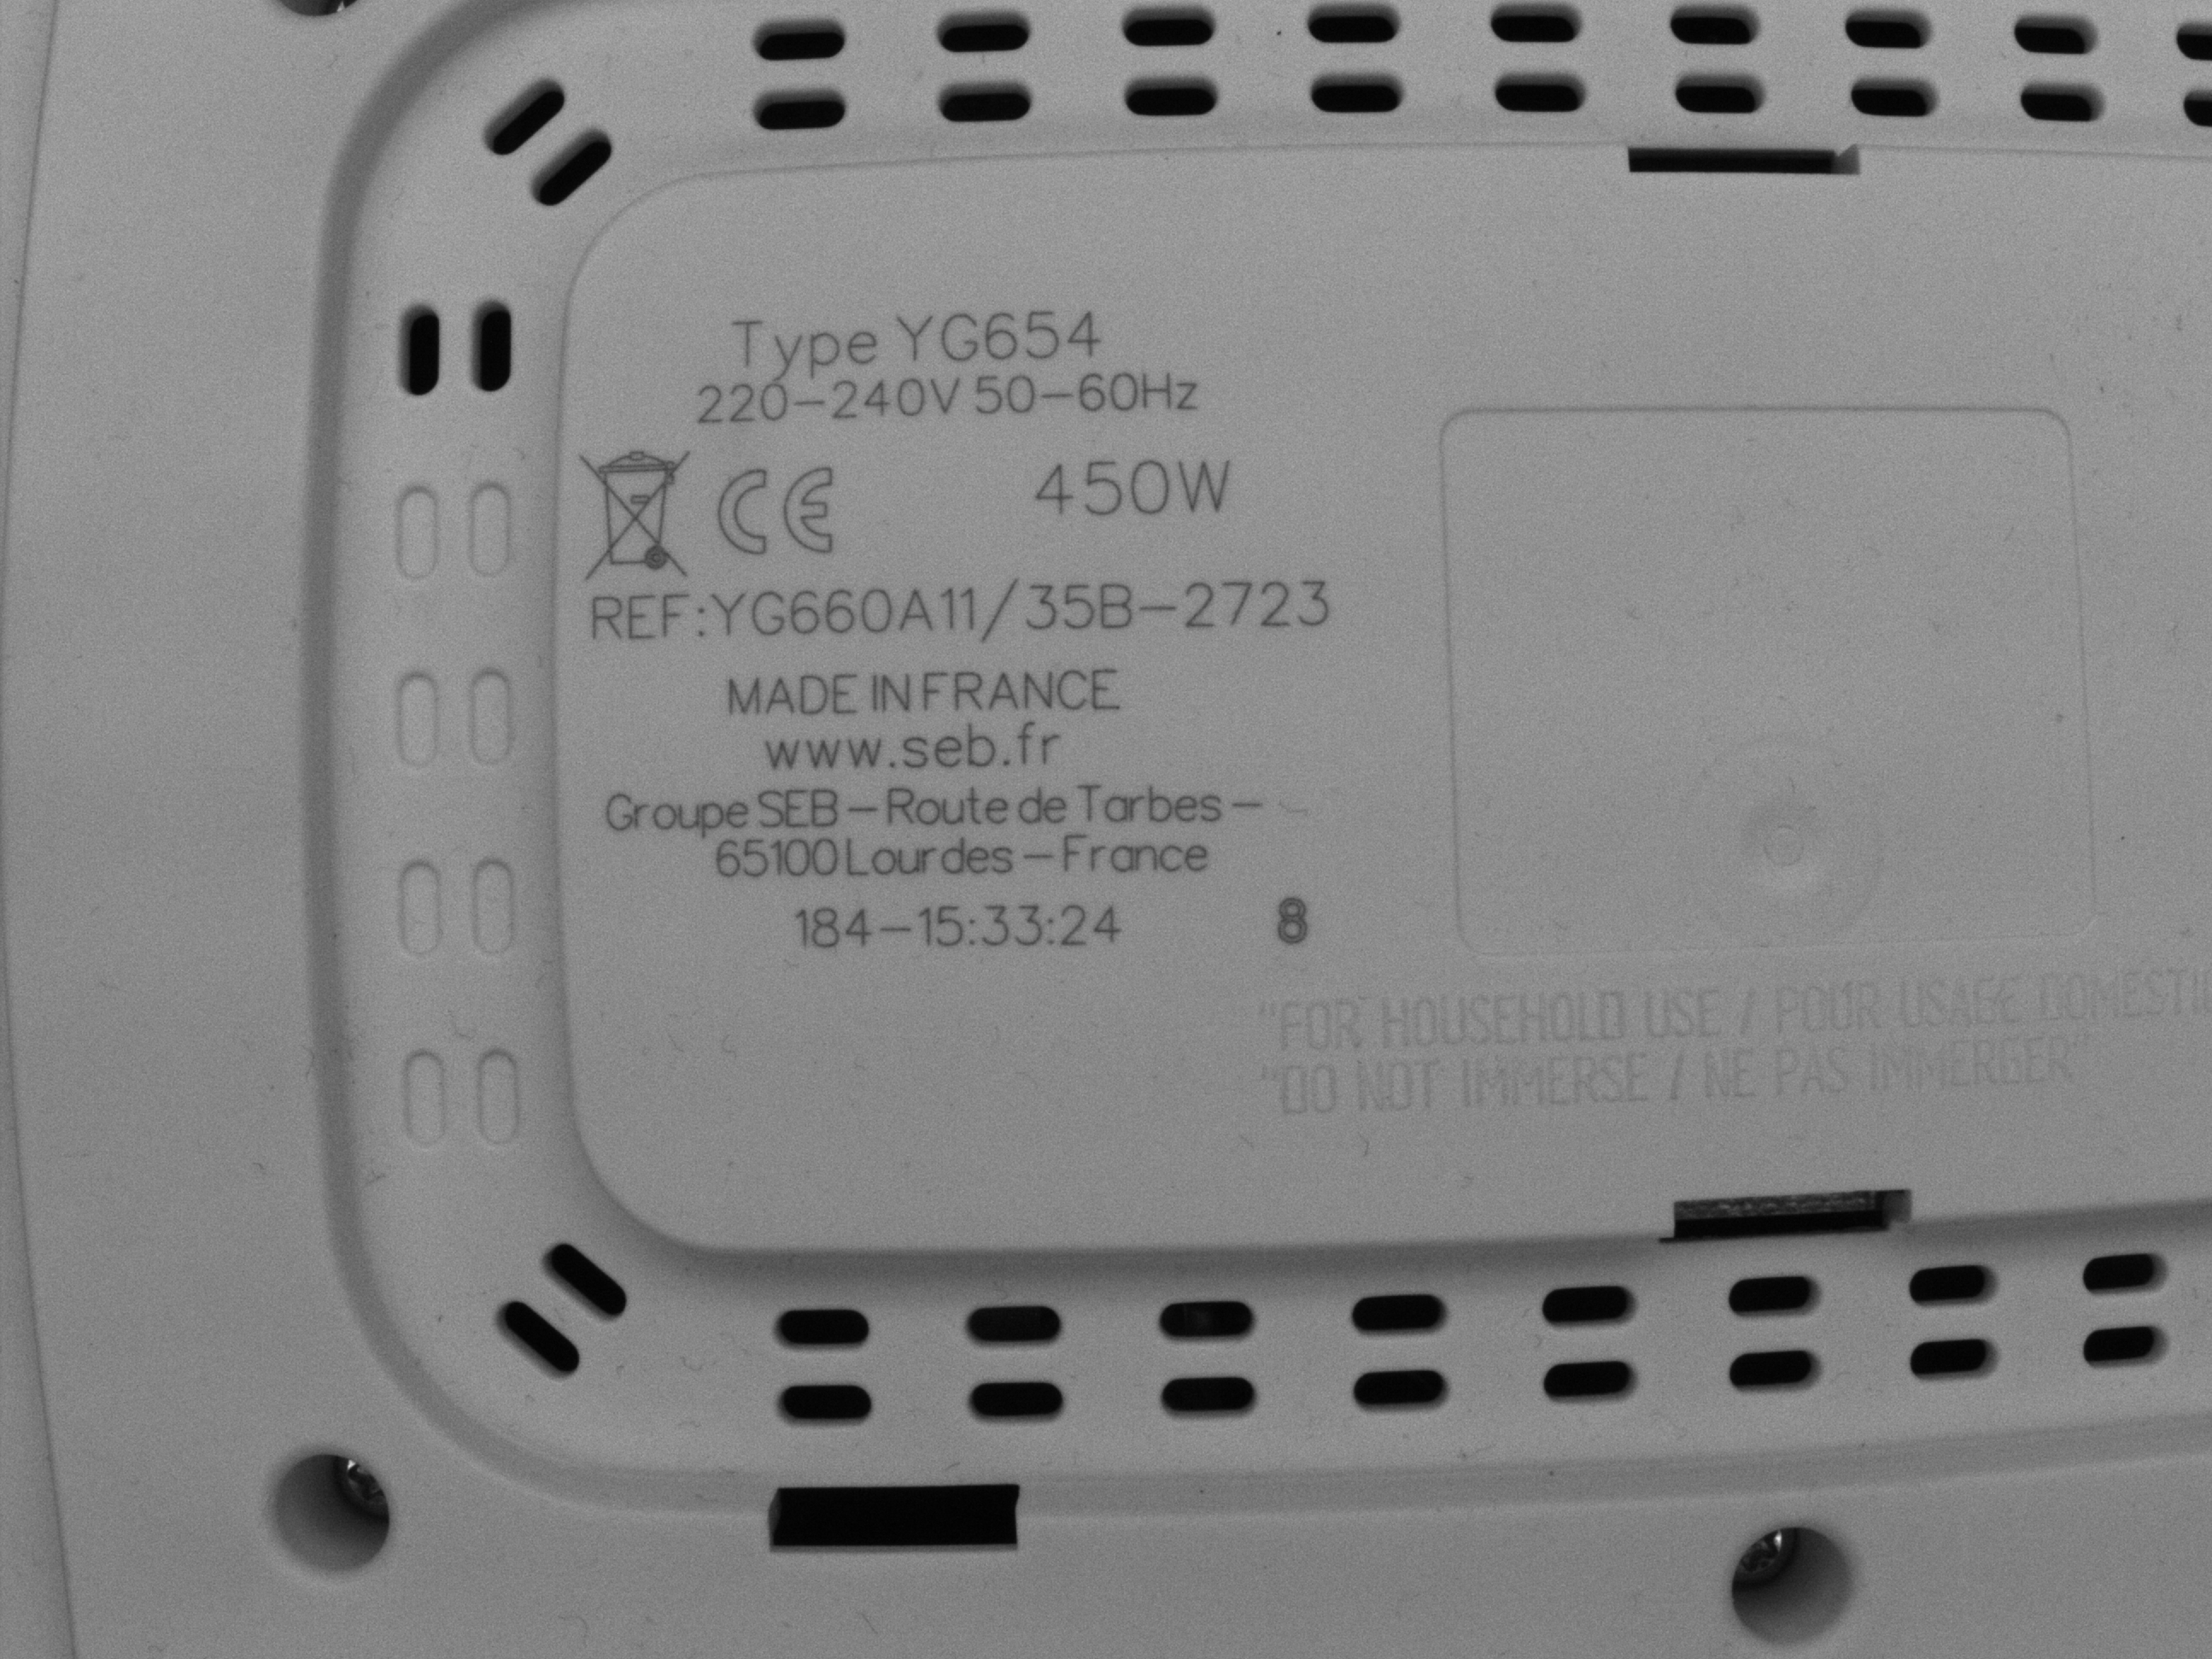 Type YG654
220-240V 50-60Hz
CE 450W
REF:YG660A11/35B-2723
MADE IN FRANCE
www.seb.fr
Groupe SEB - Route de Tarbes -
65100 Lourdes - France
184-15:33:24 8
"FOR HOUSEHOLD USE / POUR USAGE
"DO NOT IMMERSE / NE PAS IMMERGER"